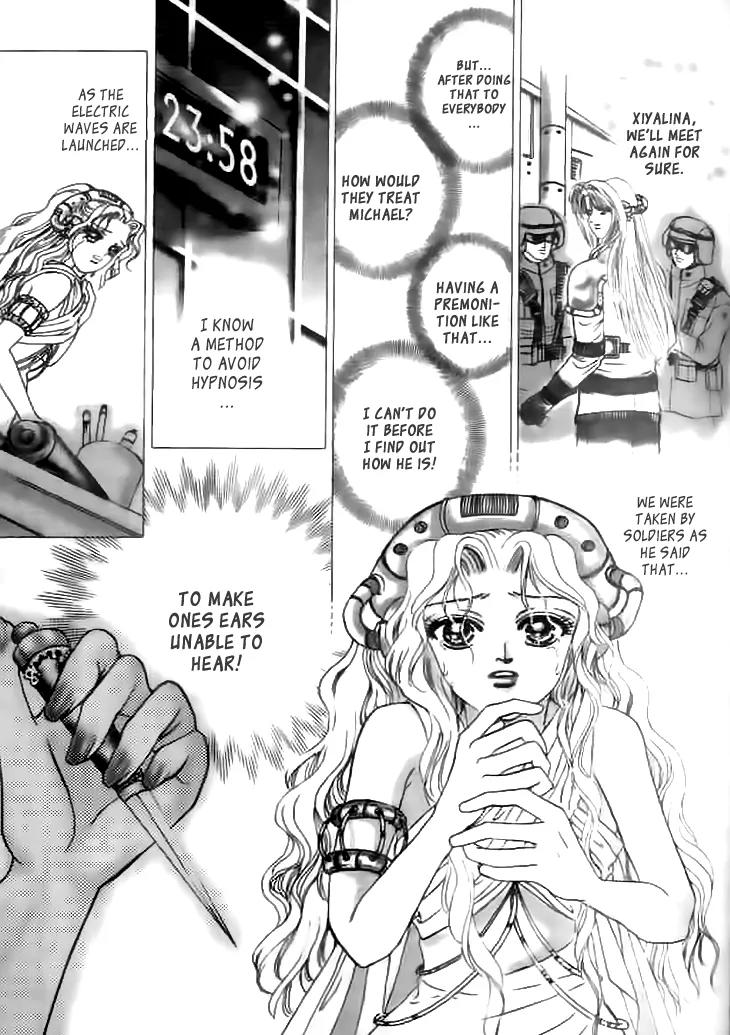 XIYALINA,
WE'LL MEET
AGAIN FOR
SURE.
WE WERE
TAKEN BY
SOLDIERS AS
HE SAID
THAT...
BUT...
AFTER DOING
THAT TO
EVERYBODY
...
HOW WOULD
THEY TREAT
MICHAEL?
HAVING A
PREMONI-
TION LIKE
THAT...
I CAN'T DO
IT BEFORE
I FIND OUT
HOW HE IS!
23:58
I KNOW
A METHOD
TO AVOID
HYPNOSIS
...
AS THE
ELECTRIC
WAVES ARE
LAUNCHED...
TO MAKE
ONES EARS
UNABLE TO
HEAR!